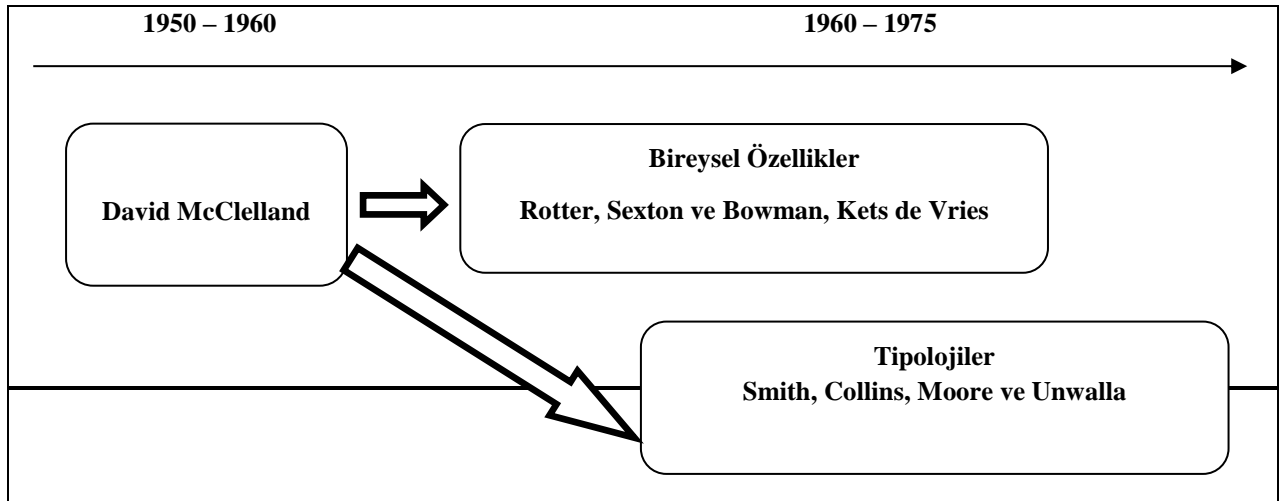 1950 – 1960
1960 – 1975
David McClelland
Bireysel Özellikler
Rotter, Sexton ve Bowman, Kets de Vries
Tipolojiler
Smith, Collins, Moore ve Unwalla